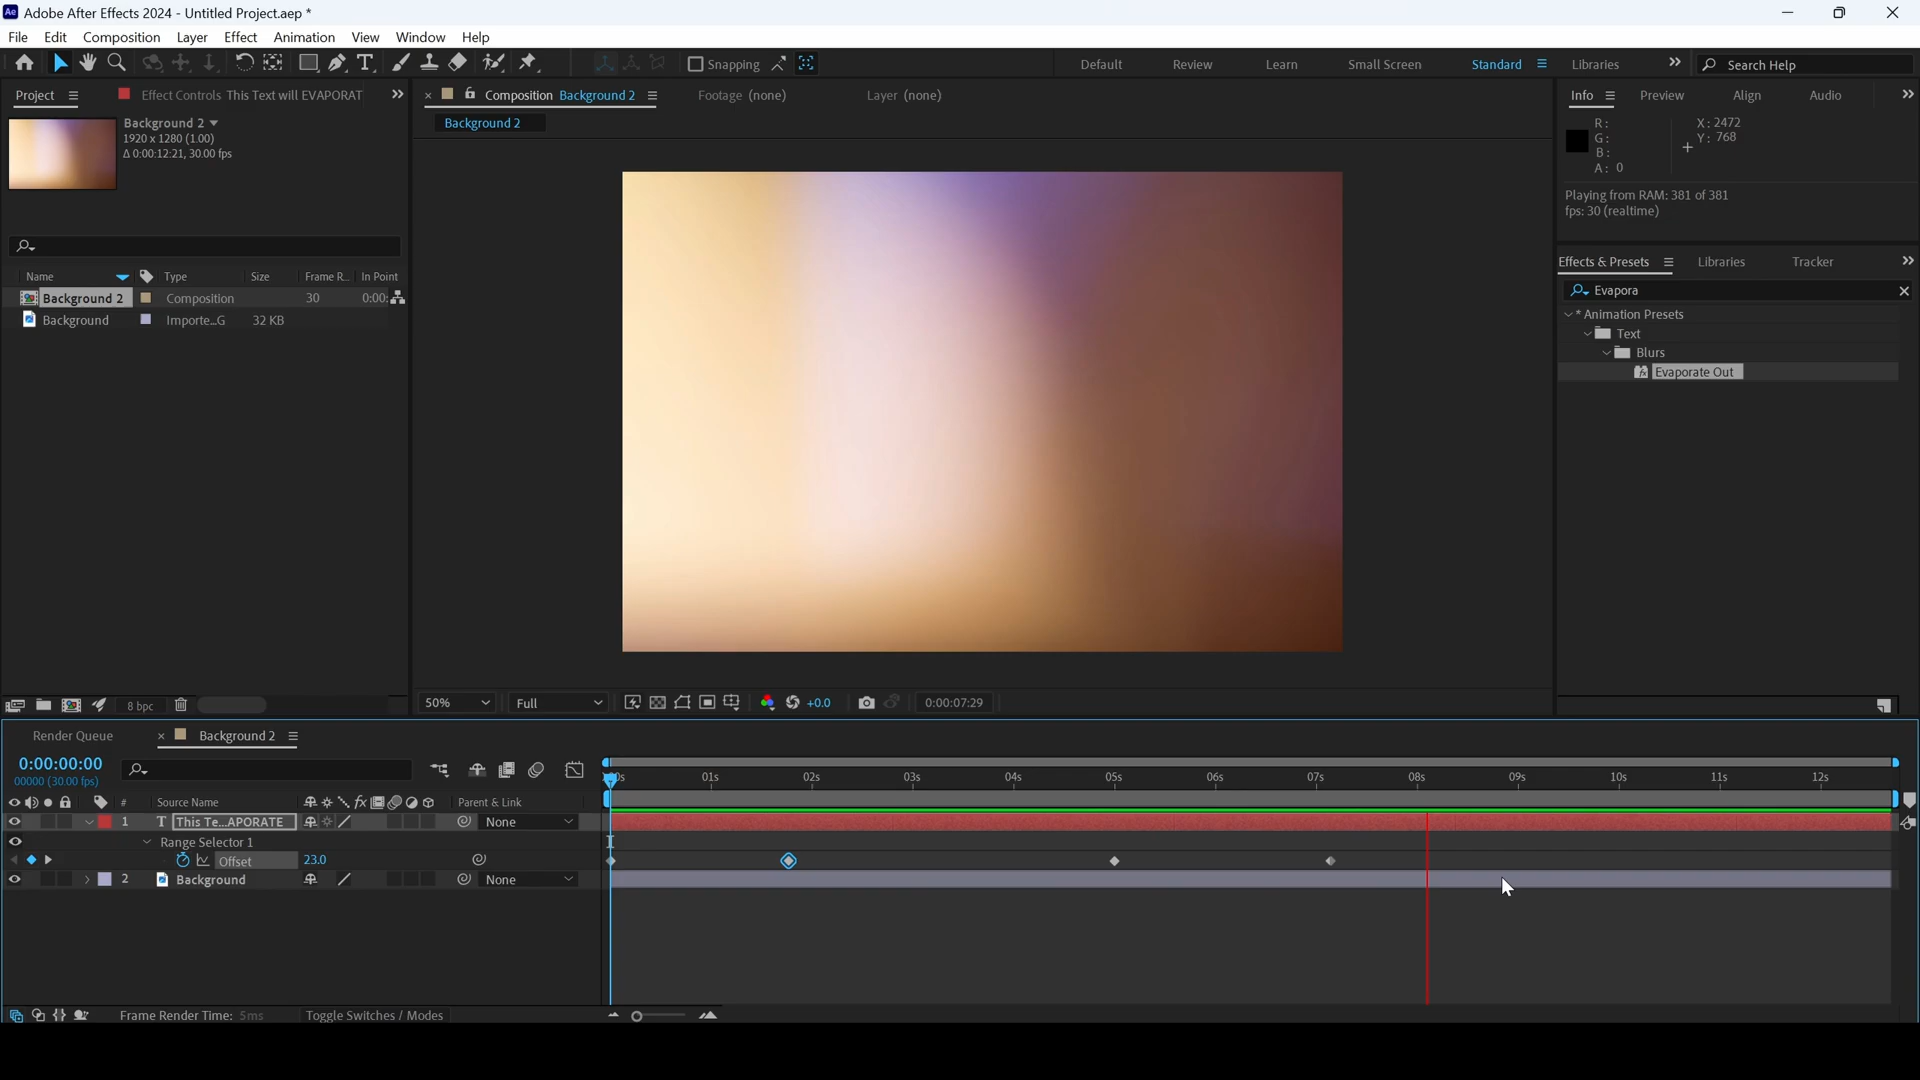 Adobe After Effects 2024 - Untitled Project.aep *
File Edit Composition Layer Effect Animation View Window Help
Snapping
Default Review Learn Small Screen Standard Libraries
Search Help
Project
Effect Controls This Text will EVAPORAT
Background 2
1920 x 1280 (1.00)
Δ 0:00:12:21, 30.00 fps
Name Type Size Frame R... In Point
Background 2 Composition 30 0:00:
Background Importe...G 32 KB
8 bpc
Composition Background 2
Footage (none)
Layer (none)
Background 2
50% Full +0.0 0:00:07:29
Info Preview Align Audio
R:
G:
B:
A: 0
X: 2472
Y: 768
Playing from RAM: 381 of 381
fps: 30 (realtime)
Effects & Presets Libraries Tracker
Evapora
* Animation Presets
Text
Blurs
Evaporate Out
Render Queue
Background 2
0:00:00:00
00000 (30.00 fps)
# Source Name Parent & Link
1 T This Te...APORATE None
Range Selector 1
Offset 23.0
2 Background None
01s 02s 03s 04s 05s 06s 07s 08s 09s 10s 11s 12s
Frame Render Time: 5ms
Toggle Switches / Modes